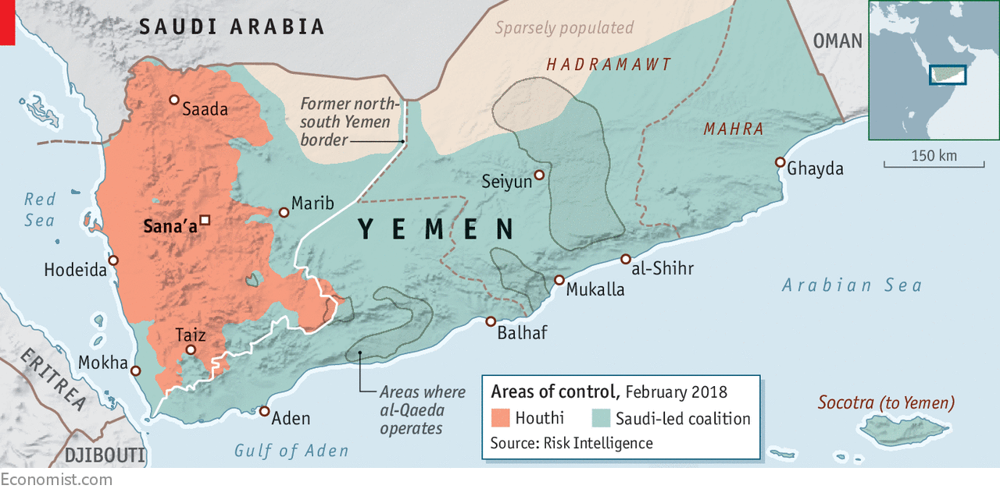 SAUDI ARABIA
Sparsely populated
OMAN
HADRAMAWT
Former north-
south Yemen
border
Saada
MAHRA
150 km
Ghayda
Seiyun
Red
Sea
Marib
Sana’a
YEMEN
Hodeida
al-Shihr
Mukalla
Arabian Sea
Balhaf
Taiz
Mokha
ERITREA
Areas where
al-Qaeda
operates
Aden
Gulf of Aden
DJIBOUTI
Areas of control, February 2018
Houthi
Saudi-led coalition
Source: Risk Intelligence
Socotra (to Yemen)
Economist.com